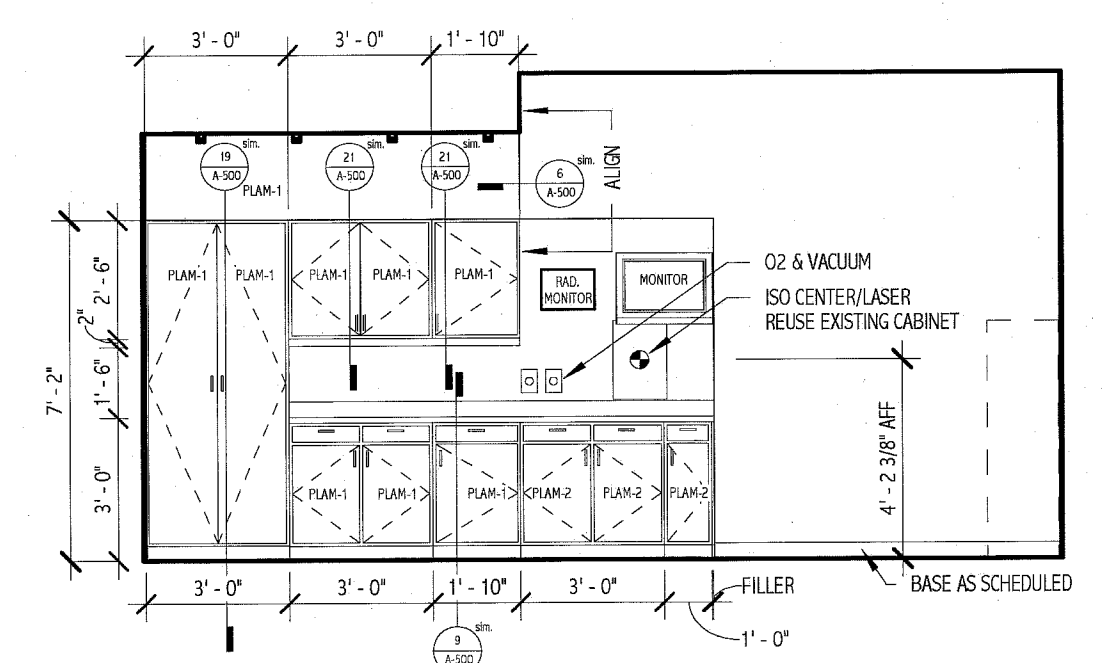 3' - 0"
3' - 0"
1' - 10"
sim.
sim.
sim.
sim.
19
A-500
21
A-500
21
A-500
6
A-500
ALIGN
PLAM-1
PLAM-1
PLAM-1
PLAM-1
PLAM-1
PLAM-1
RAD.
MONITOR
MONITOR
O2 & VACUUM
ISO CENTER/LASER
REUSE EXISTING CABINET
7' - 2"
2' - 6"
2"
1' - 6"
3' - 0"
4' - 2 3/8" AFF
PLAM-1
PLAM-1
PLAM-1
PLAM-2
PLAM-2
PLAM-2
BASE AS SCHEDULED
3' - 0"
3' - 0"
1' - 10"
3' - 0"
FILLER
1' - 0"
sim.
9
A-500